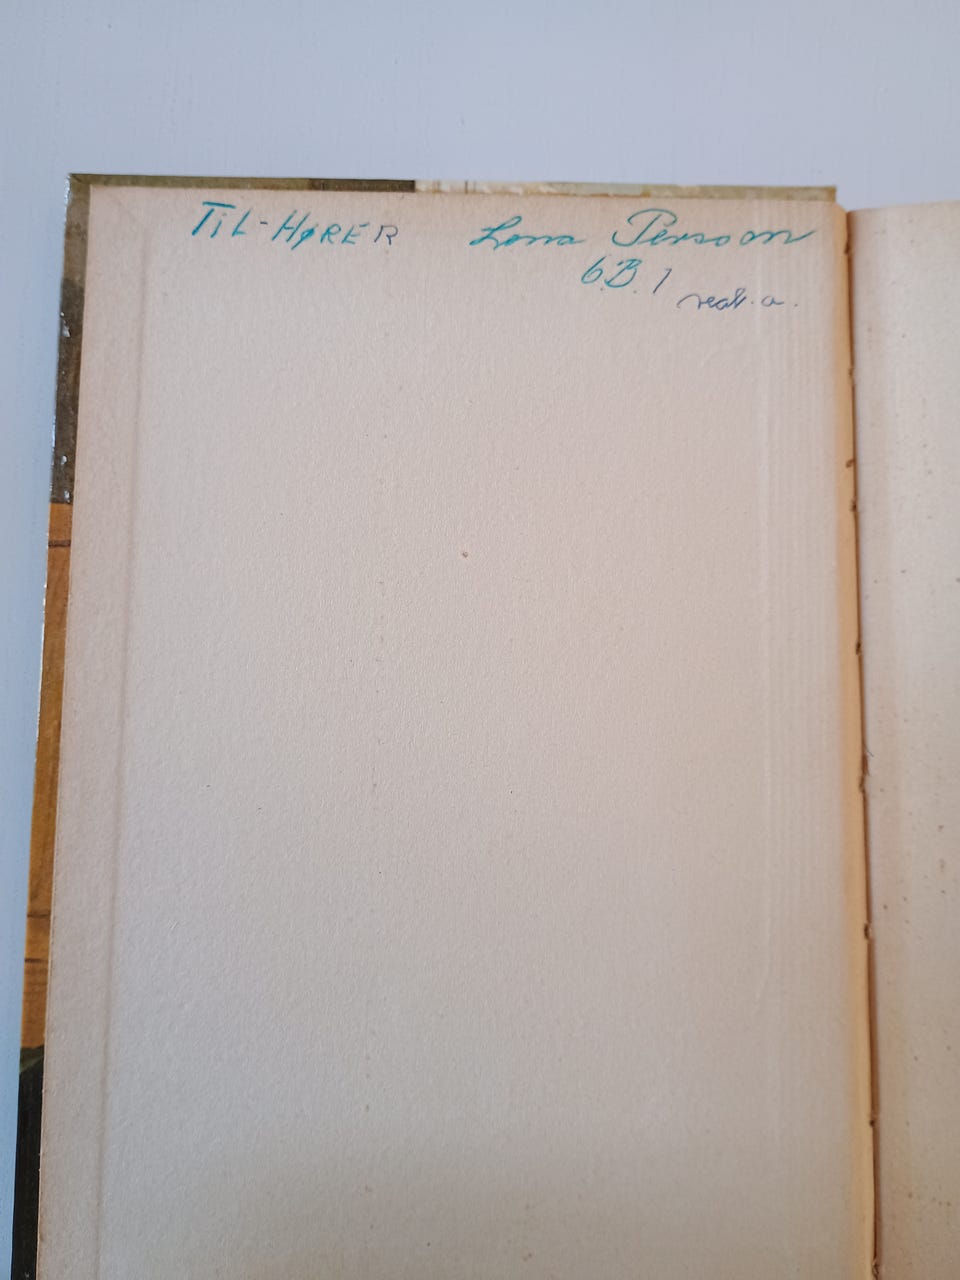 TiL-HØRER Lona Persson
6.B. 1 real. a.